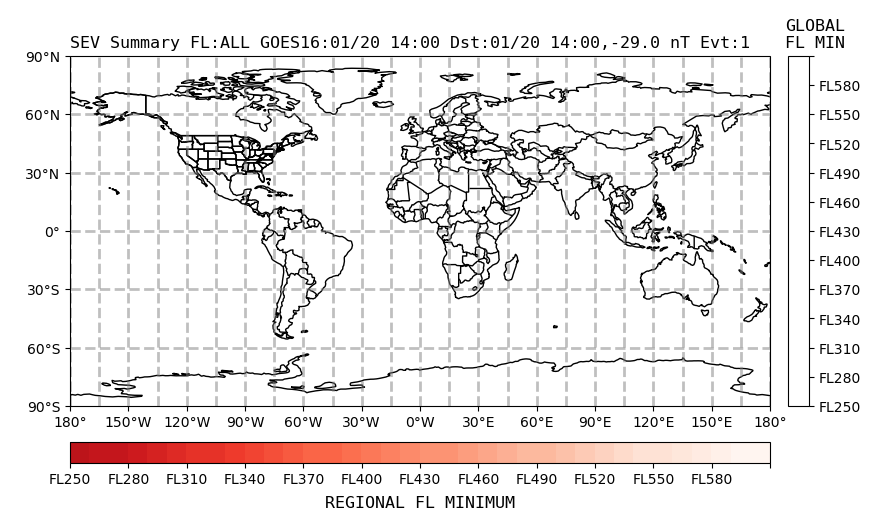 GLOBAL
SEV Summary FL:ALL GOES16:01/20 14:00 Dst:01/20 14:00,-29.0 nT Evt:1 FL MIN
90°N
FL580
60°N FL550
FL520
30°N FL490
FL460
0° FL430
FL400
30°S FL370
FL340
60°S FL310
FL280
90°S FL250
180° 150°W 120°W 90°W 60°W 30°W 0°W 30°E 60°E 90°E 120°E 150°E 180°
FL250 FL280 FL310 FL340 FL370 FL400 FL430 FL460 FL490 FL520 FL550 FL580
REGIONAL FL MINIMUM